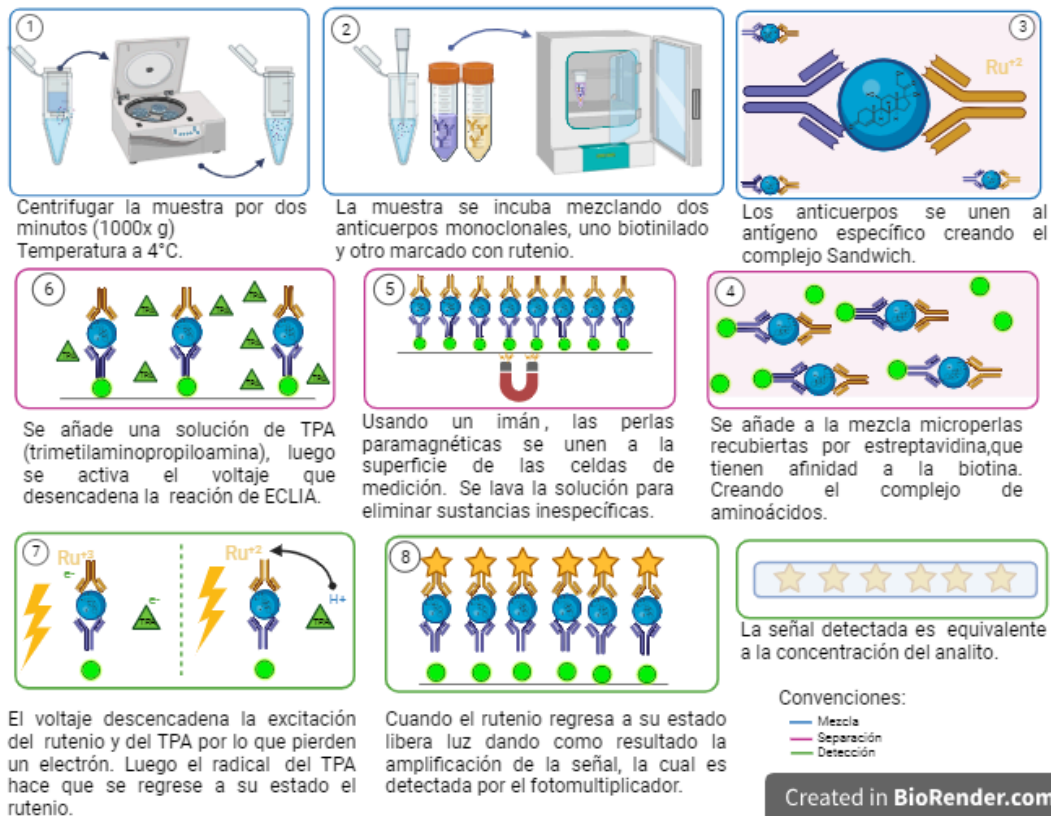 1
Centrifugar la muestra por dos
minutos (1000x g)
Temperatura a 4°C.
2
La muestra se incuba mezclando dos
anticuerpos monoclonales, uno biotinilado
y otro marcado con rutenio.
3
Ru+2
Los anticuerpos se unen al
antígeno específico creando el
complejo Sandwich.
6
TPA
Se añade una solución de TPA
(trimetilaminopropiloamina), luego
se activa el voltaje que
desencadena la reación de ECLIA.
5
Usando un imán, las perlas
paramagnéticas se unen a la
superficie de las celdas de
medición. Se lava la solución para
eliminar sustancias inespecíficas.
4
Se añade a la mezcla microperlas
recubiertas por estreptavidina,que
tienen afinidad a la biotina.
Creando el complejo de
aminoácidos.
7
Ru+3
e-
e-
TPA
Ru+2
H+
TPA
El voltaje descencadena la excitación
del rutenio y del TPA por lo que pierden
un electrón. Luego el radical del TPA
hace que se regrese a su estado el
rutenio.
8
Cuando el rutenio regresa a su estado
libera luz dando como resultado la
amplificación de la señal, la cual es
detectada por el fotomultiplicador.
La señal detectada es equivalente
a la concentración del analito.
Convenciones:
Mezcla
Separación
Detección
Created in BioRender.com